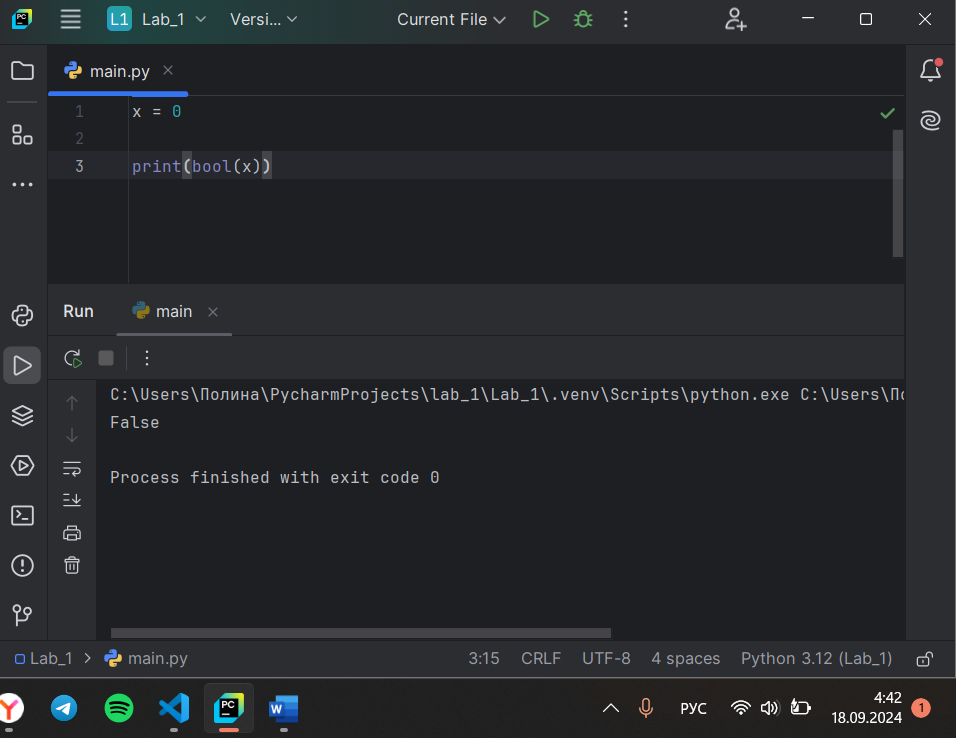 PC
L1 Lab_1 Versi... Current File
main.py
1 x = 0
2
3 print(bool(x))
Run main
C:\Users\Полина\PycharmProjects\lab_1\Lab_1\.venv\Scripts\python.exe C:\Users\По
False
Process finished with exit code 0
Lab_1 > main.py 3:15 CRLF UTF-8 4 spaces Python 3.12 (Lab_1)
Y PC W РУС 4:42
18.09.2024 1